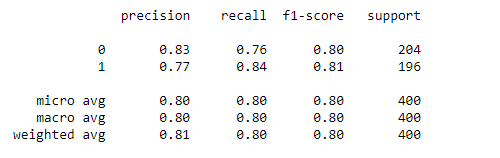 precision recall f1-score support
0 0.83 0.76 0.80 204
1 0.77 0.84 0.81 196
micro avg 0.80 0.80 0.80 400
macro avg 0.80 0.80 0.80 400
weighted avg 0.81 0.80 0.80 400